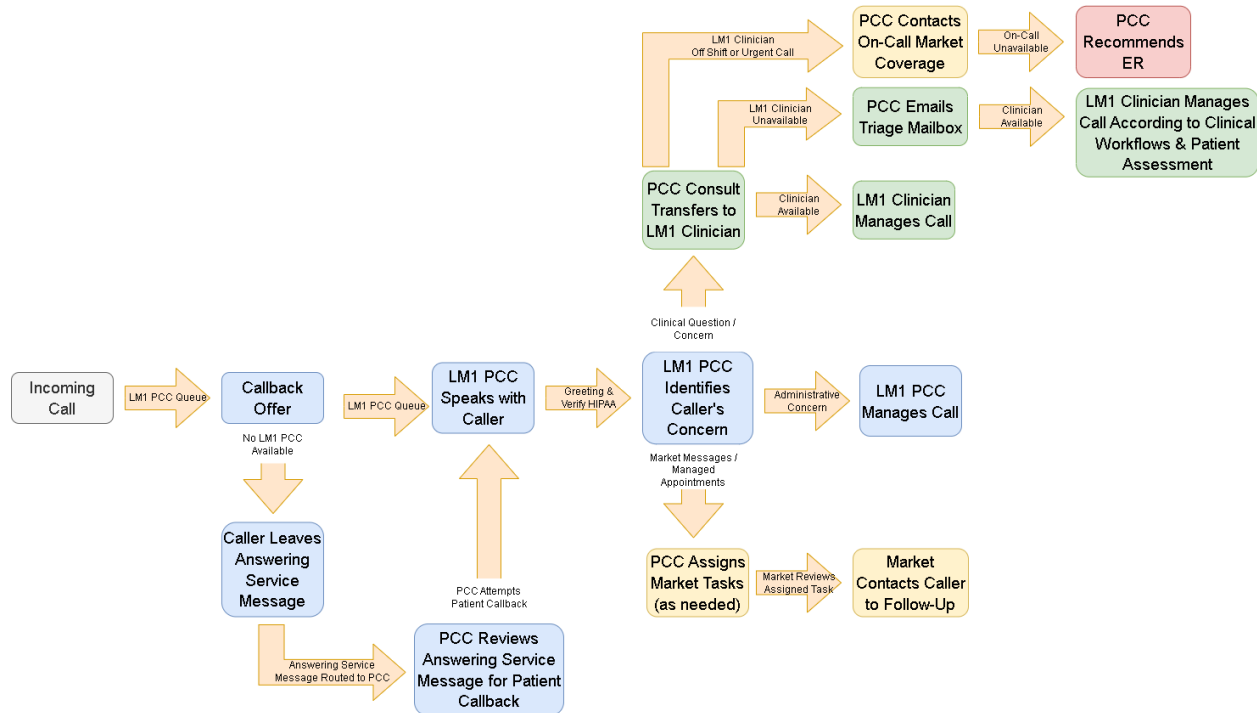 LM1 Clinician
Off Shift or Urgent Call
PCC Contacts
On-Call Market
Coverage
On-Call
Unavailable
PCC
Recommends
ER
LM1 Clinician
Unavailable
PCC Emails
Triage Mailbox
Clinician
Available
LM1 Clinician Manages
Call According to Clinical
Workflows & Patient
Assessment
PCC Consult
Transfers to
LM1 Clinician
Clinician
Available
LM1 Clinician
Manages Call
Clinical Question /
Concern
Incoming
Call
LM1 PCC Queue
Callback
Offer
LM1 PCC Queue
LM1 PCC
Speaks with
Caller
Greeting &
Verify HIPAA
LM1 PCC
Identifies
Caller's
Concern
Administrative
Concern
LM1 PCC
Manages Call
No LM1 PCC
Available
Market Messages /
Managed
Appointments
Caller Leaves
Answering
Service
Message
PCC Attempts
Patient Callback
PCC Assigns
Market Tasks
(as needed)
Market Reviews
Assigned Task
Market
Contacts Caller
to Follow-Up
Answering Service
Message Routed to PCC
PCC Reviews
Answering Service
Message for Patient
Callback